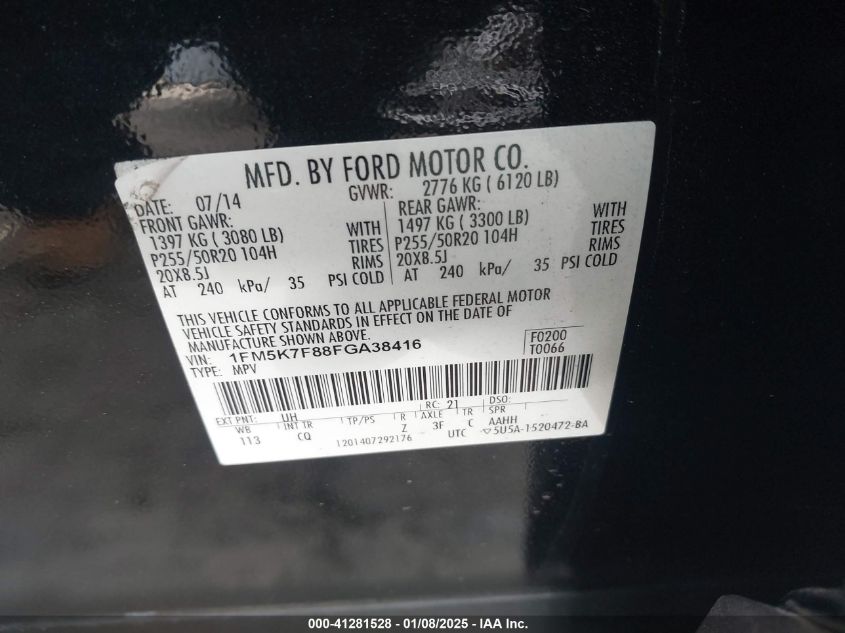 MFD. BY FORD MOTOR CO.
DATE: 07/14 GVWR: 2776 KG ( 6120 LB)
FRONT GAWR: REAR GAWR:
1397 KG ( 3080 LB) WITH 1497 KG ( 3300 LB) WITH
P255/50R20 104H TIRES P255/50R20 104H TIRES
20X8.5J RIMS 20X8.5J RIMS
AT 240 kPa/ 35 PSI COLD AT 240 kPa/ 35 PSI COLD
THIS VEHICLE CONFORMS TO ALL APPLICABLE FEDERAL MOTOR
VEHICLE SAFETY STANDARDS IN EFFECT ON THE DATE OF
MANUFACTURE SHOWN ABOVE.
VIN: 1FM5K7F88FGA38416 F0200
TYPE: MPV T0066
EXT PNT: UH RC: 21 DSO:
WB INT TR TP/PS R AXLE TR SPR
113 CQ Z 3F C AAHH
1201407292176 UTC 5U5A-1520472-BA
000-41281528 - 01/08/2025 - IAA Inc.